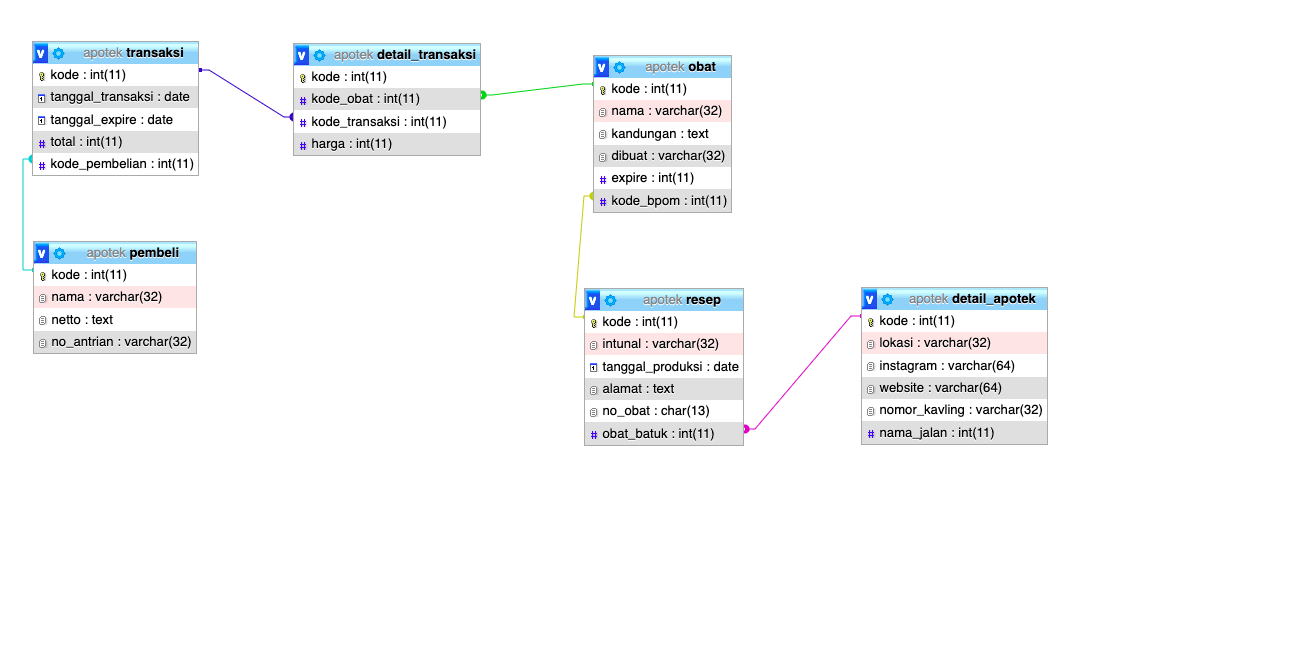 v apotek transaksi
kode : int(11)
tanggal_transaksi : date
tanggal_expire : date
# total : int(11)
# kode_pembelian : int(11)
v apotek detail_transaksi
kode : int(11)
# kode_obat : int(11)
# kode_transaksi : int(11)
# harga : int(11)
v apotek obat
kode : int(11)
nama : varchar(32)
kandungan : text
dibuat : varchar(32)
# expire : int(11)
# kode_bpom : int(11)
v apotek pembeli
kode : int(11)
nama : varchar(32)
netto : text
no_antrian : varchar(32)
v apotek resep
kode : int(11)
intunal : varchar(32)
tanggal_produksi : date
alamat : text
no_obat : char(13)
# obat_batuk : int(11)
v apotek detail_apotek
kode : int(11)
lokasi : varchar(32)
instagram : varchar(64)
website : varchar(64)
nomor_kavling : varchar(32)
# nama_jalan : int(11)